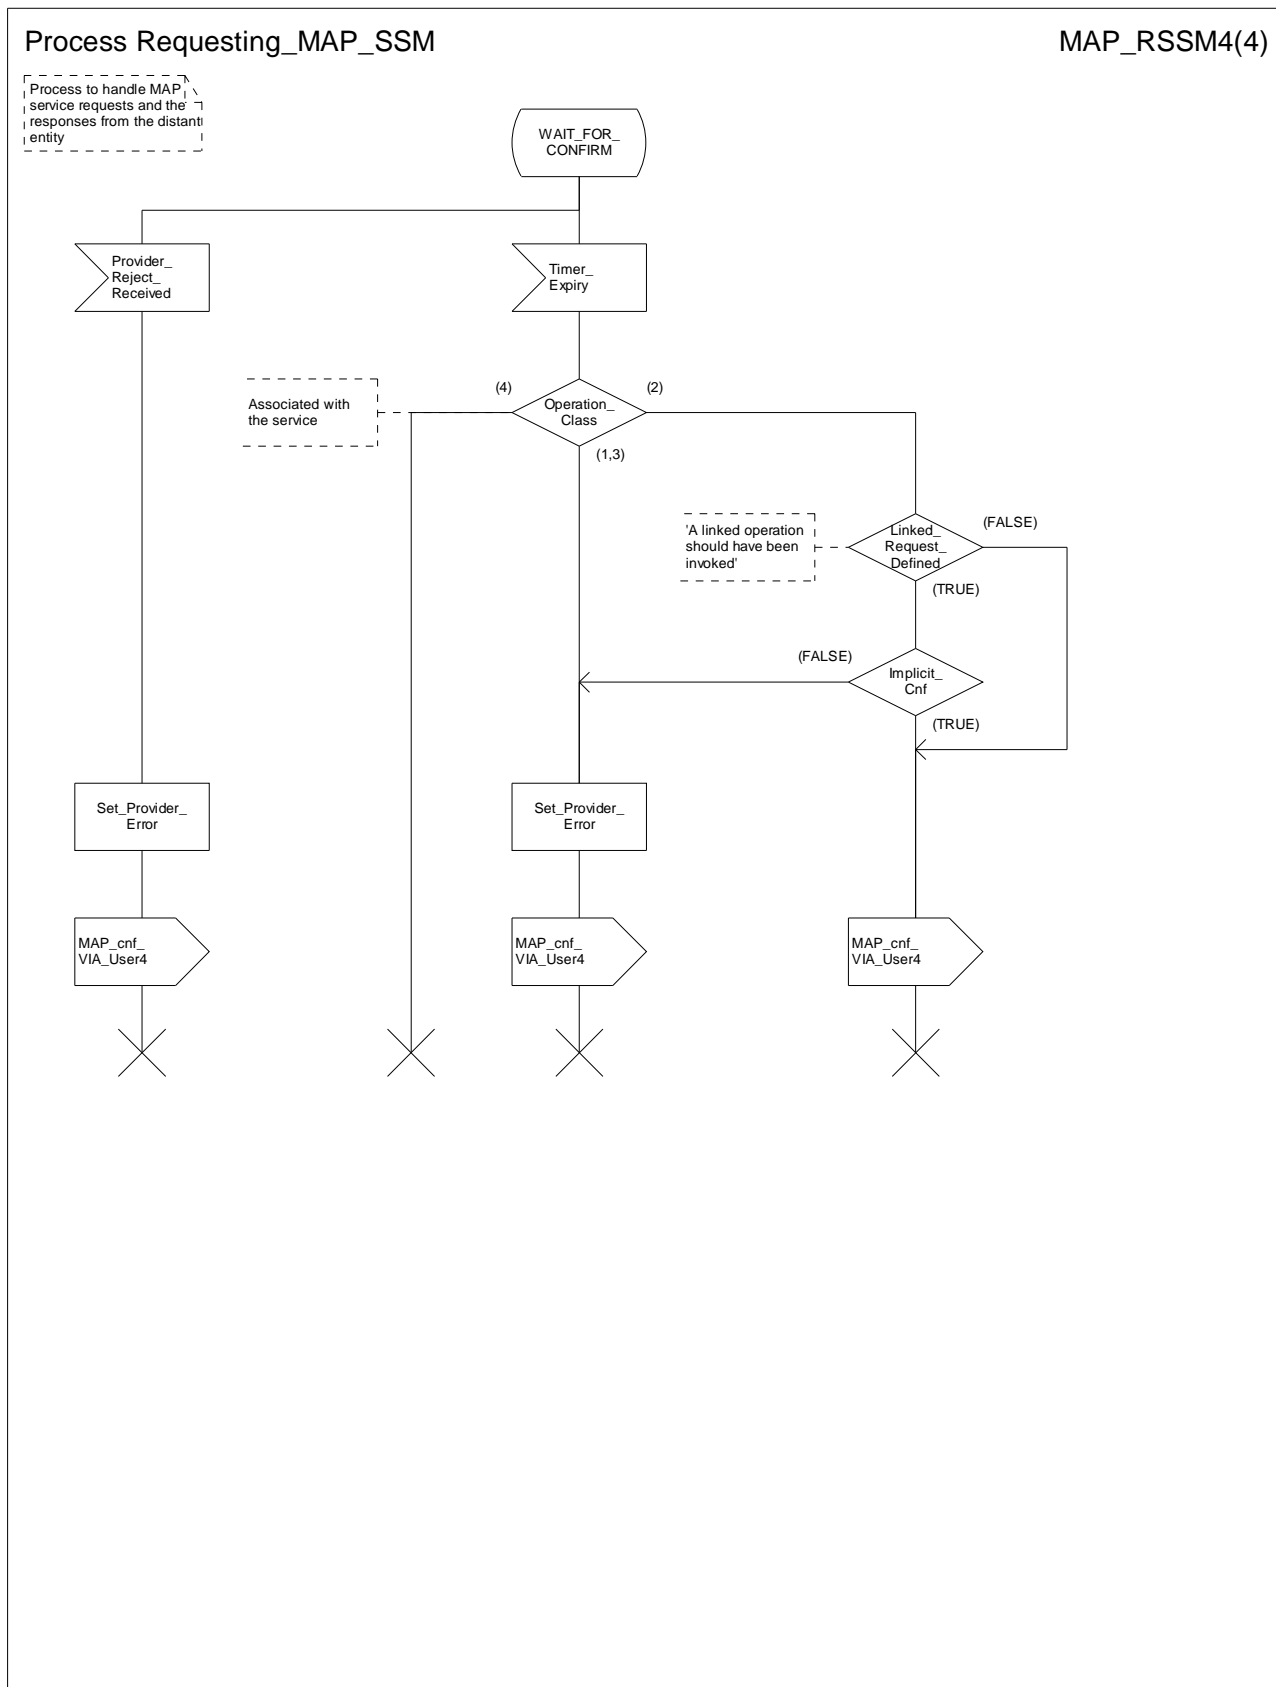 Process Requesting_MAP_SSM
MAP_RSSM4(4)
Process to handle MAP
service requests and the
responses from the distant
entity
WAIT_FOR_
CONFIRM
Provider_
Reject_
Received
Timer_
Expiry
Associated with
the service
(4)
Operation_
Class
(2)
(1,3)
'A linked operation
should have been
invoked'
Linked_
Request_
Defined
(FALSE)
(TRUE)
(FALSE)
Implicit_
Cnf
(TRUE)
Set_Provider_
Error
Set_Provider_
Error
MAP_cnf_
VIA_User4
MAP_cnf_
VIA_User4
MAP_cnf_
VIA_User4